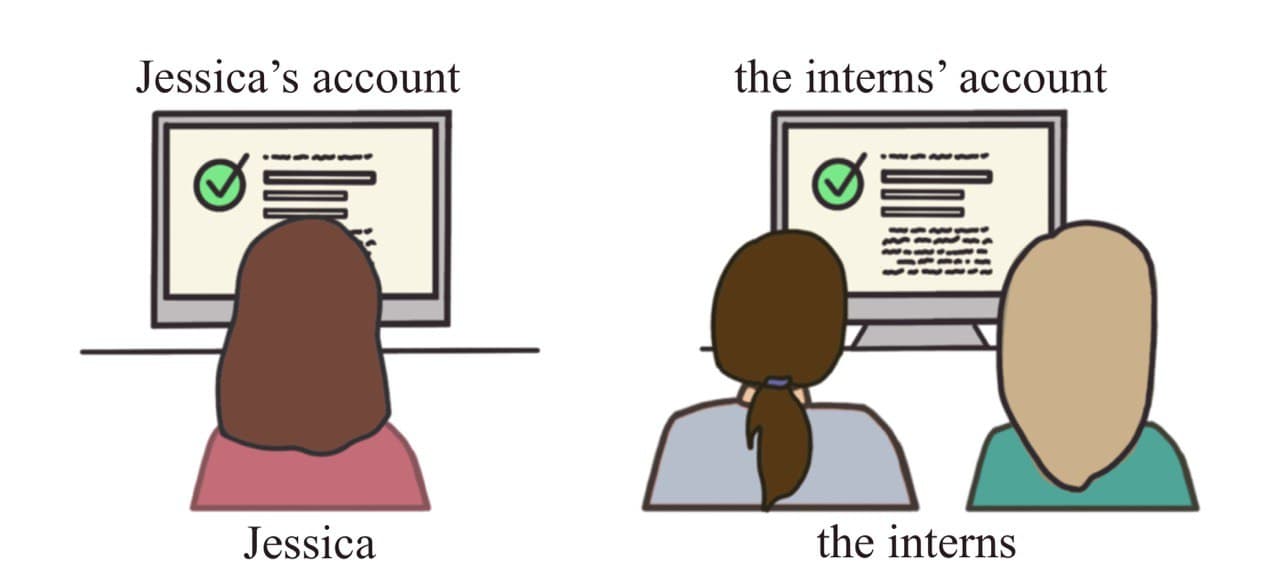 Jessica’s account
the interns’ account
Jessica
the interns